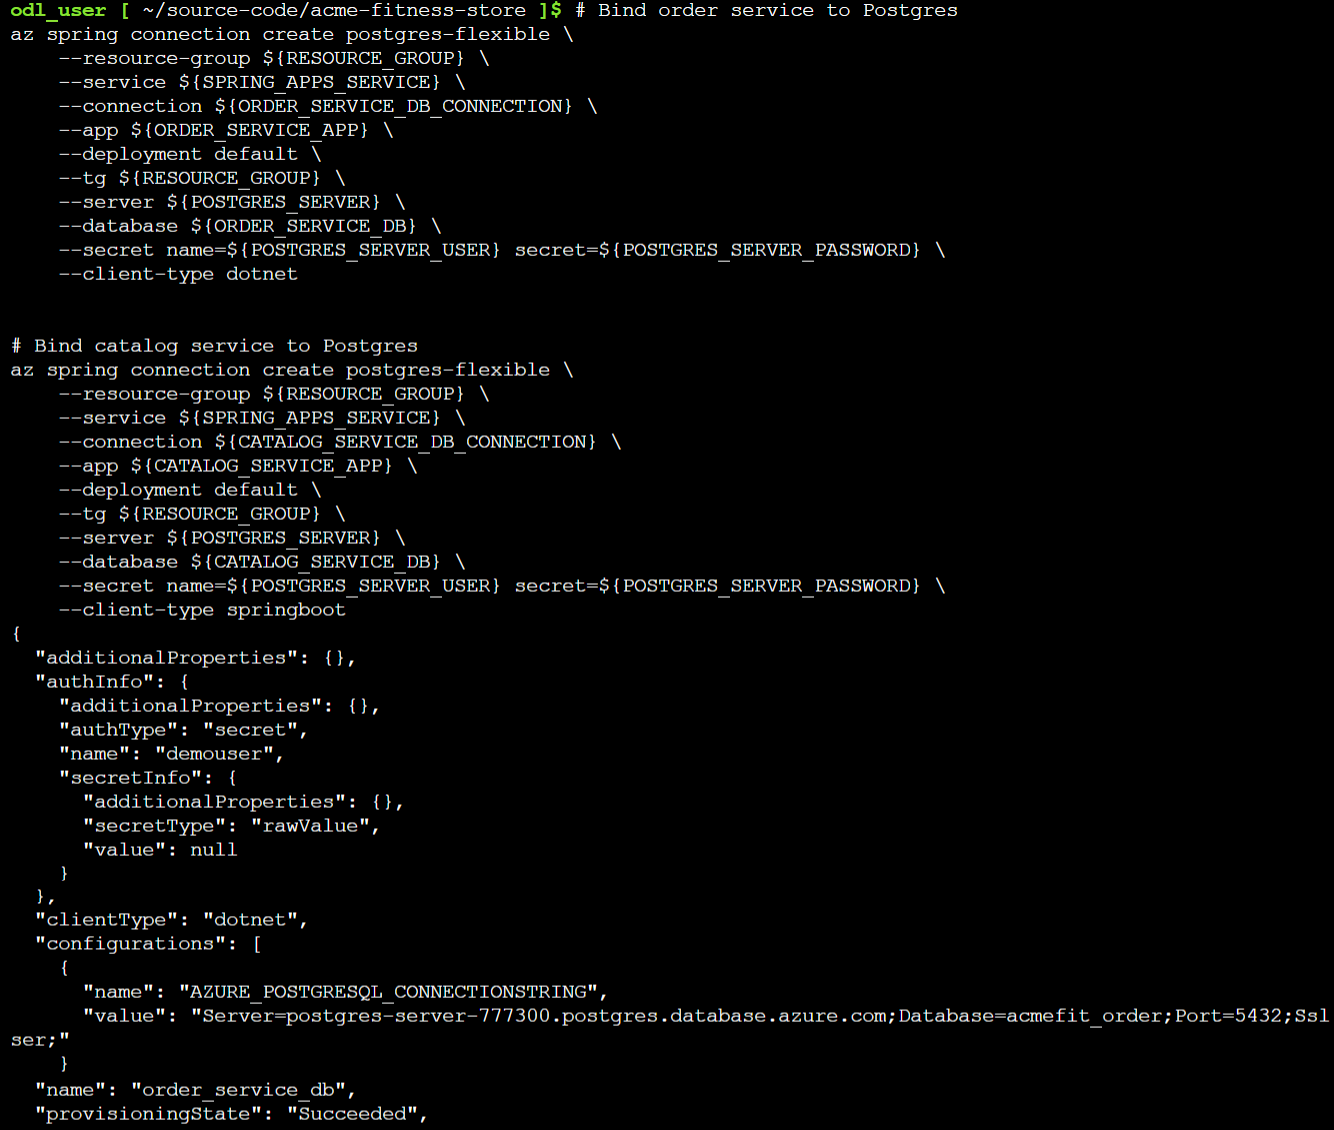 odl_user [ ~/source-code/acme-fitness-store ]$ # Bind order service to Postgres
az spring connection create postgres-flexible \
    --resource-group ${RESOURCE_GROUP} \
    --service ${SPRING_APPS_SERVICE} \
    --connection ${ORDER_SERVICE_DB_CONNECTION} \
    --app ${ORDER_SERVICE_APP} \
    --deployment default \
    --tg ${RESOURCE_GROUP} \
    --server ${POSTGRES_SERVER} \
    --database ${ORDER_SERVICE_DB} \
    --secret name=${POSTGRES_SERVER_USER} secret=${POSTGRES_SERVER_PASSWORD} \
    --client-type dotnet
# Bind catalog service to Postgres
az spring connection create postgres-flexible \
    --resource-group ${RESOURCE_GROUP} \
    --service ${SPRING_APPS_SERVICE} \
    --connection ${CATALOG_SERVICE_DB_CONNECTION} \
    --app ${CATALOG_SERVICE_APP} \
    --deployment default \
    --tg ${RESOURCE_GROUP} \
    --server ${POSTGRES_SERVER} \
    --database ${CATALOG_SERVICE_DB} \
    --secret name=${POSTGRES_SERVER_USER} secret=${POSTGRES_SERVER_PASSWORD} \
    --client-type springboot
{
  "additionalProperties": {},
  "authInfo": {
    "additionalProperties": {},
    "authType": "secret",
    "name": "demouser",
    "secretInfo": {
      "additionalProperties": {},
      "secretType": "rawValue",
      "value": null
    }
  },
  "clientType": "dotnet",
  "configurations": [
    {
      "name": "AZURE_POSTGRESQL_CONNECTIONSTRING",
      "value": "Server=postgres-server-777300.postgres.database.azure.com;Database=acmefit_order;Port=5432;Ssl
ser;"
    }
  "name": "order_service_db",
  "provisioningState": "Succeeded",